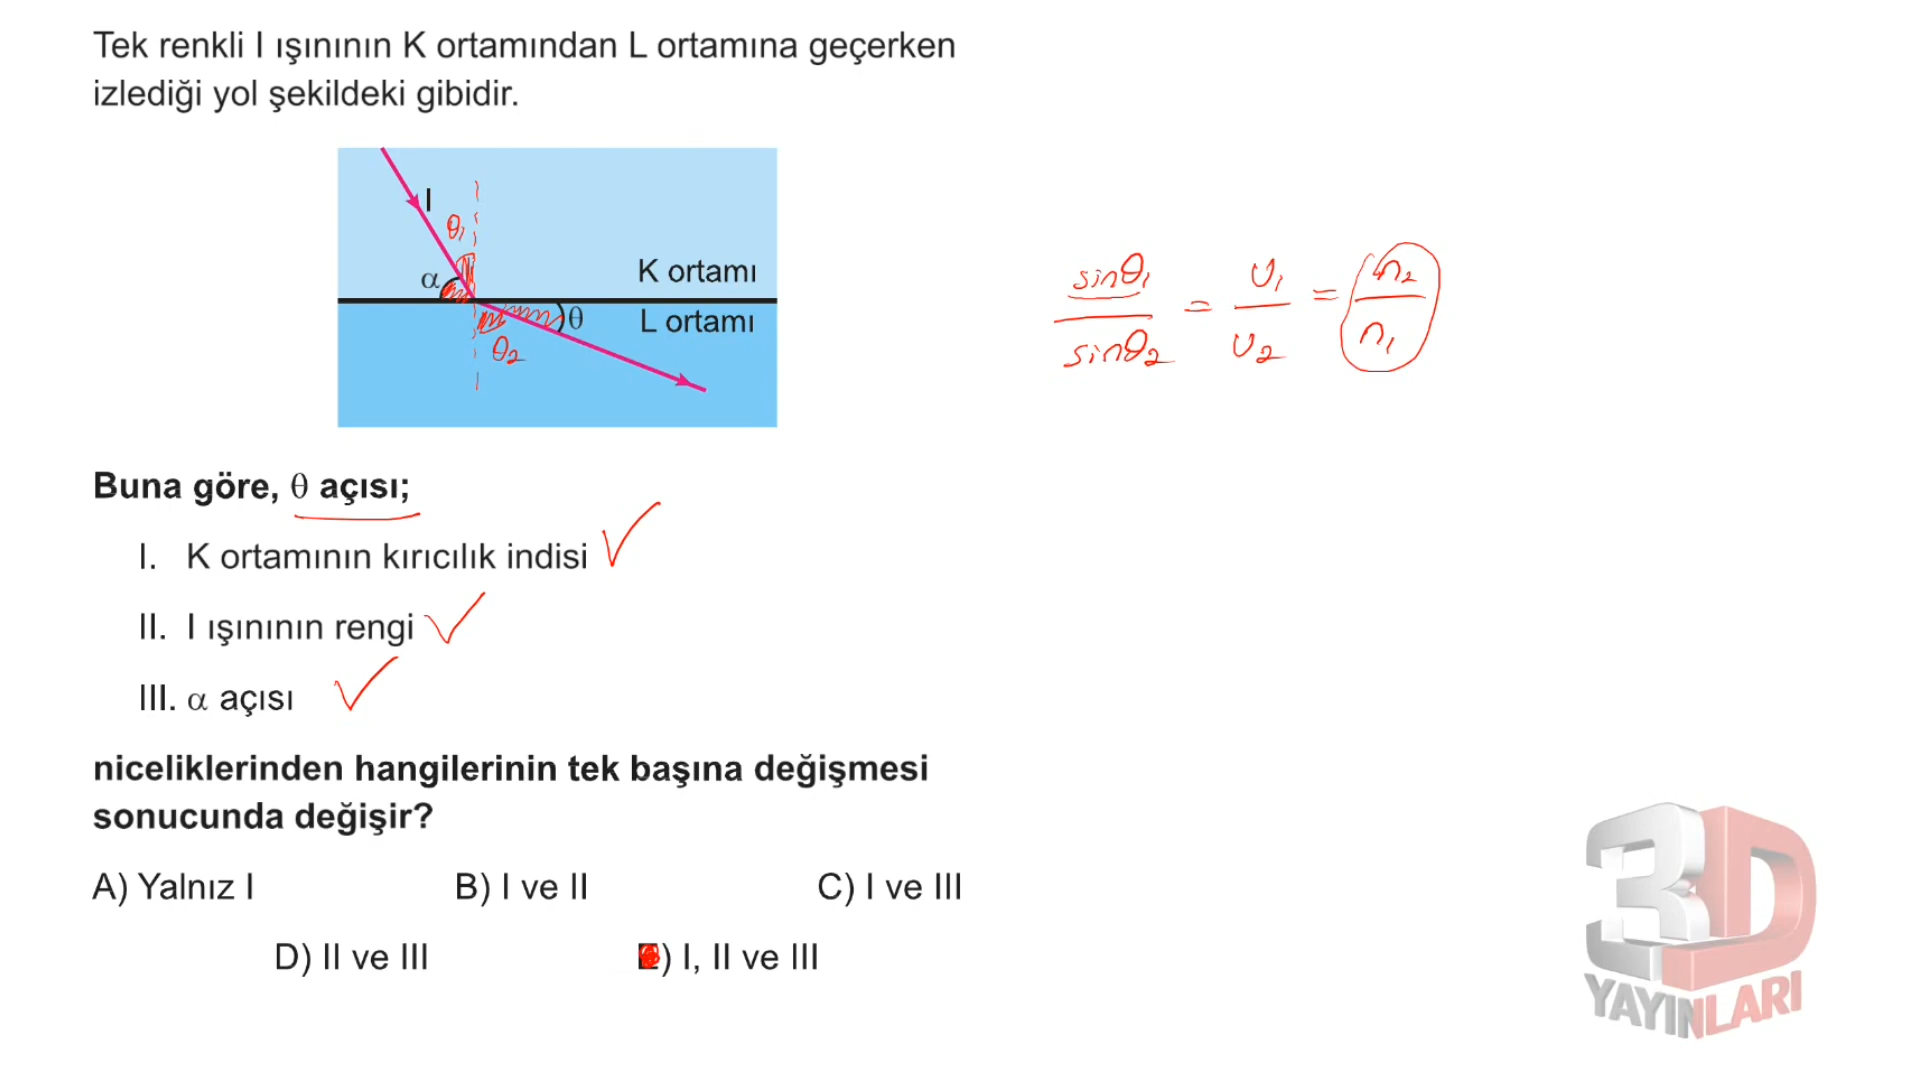 Tek renkli I ışınının K ortamından L ortamına geçerken
izlediği yol şekildeki gibidir.
I
θ₁
α
K ortamı
θ
L ortamı
θ₂
sinθ₁ / sinθ₂ = υ₁ / υ₂ = n₂ / n₁
Buna göre, θ açısı;
I. K ortamının kırıcılık indisi
II. I ışınının rengi
III. α açısı
niceliklerinden hangilerinin tek başına değişmesi
sonucunda değişir?
A) Yalnız I B) I ve II C) I ve III
D) II ve III E) I, II ve III
3D
YAYINLARI